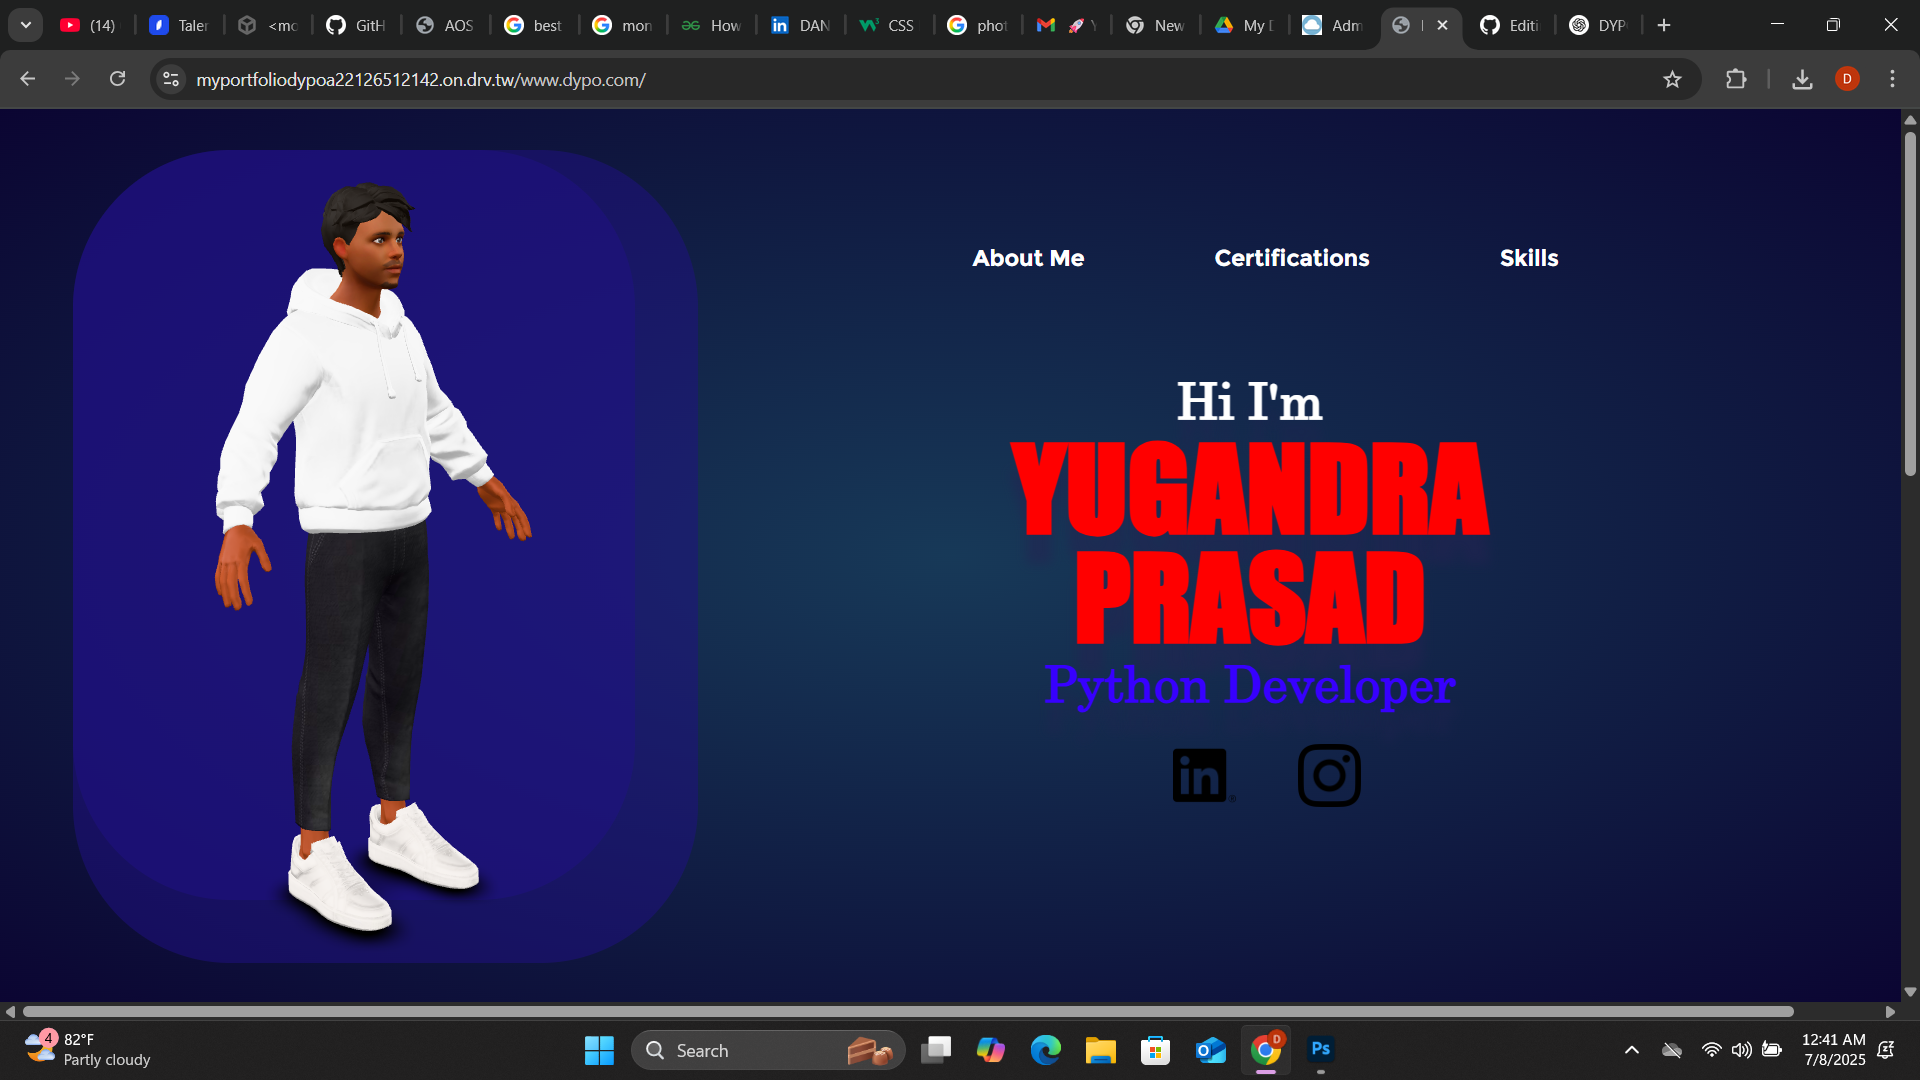 (14)
Taler
<mo
GitH
AOS
best
mon
How
DAN
CSS
phot
New
My D
Adm
Editi
DYP
myportfoliodypoa22126512142.on.drv.tw/www.dypo.com/
D
About Me
Certifications
Skills
Hi I'm
YUGANDRA
PRASAD
Python Developer
in
4
82°F
Partly cloudy
Search
D
Ps
12:41 AM
7/8/2025